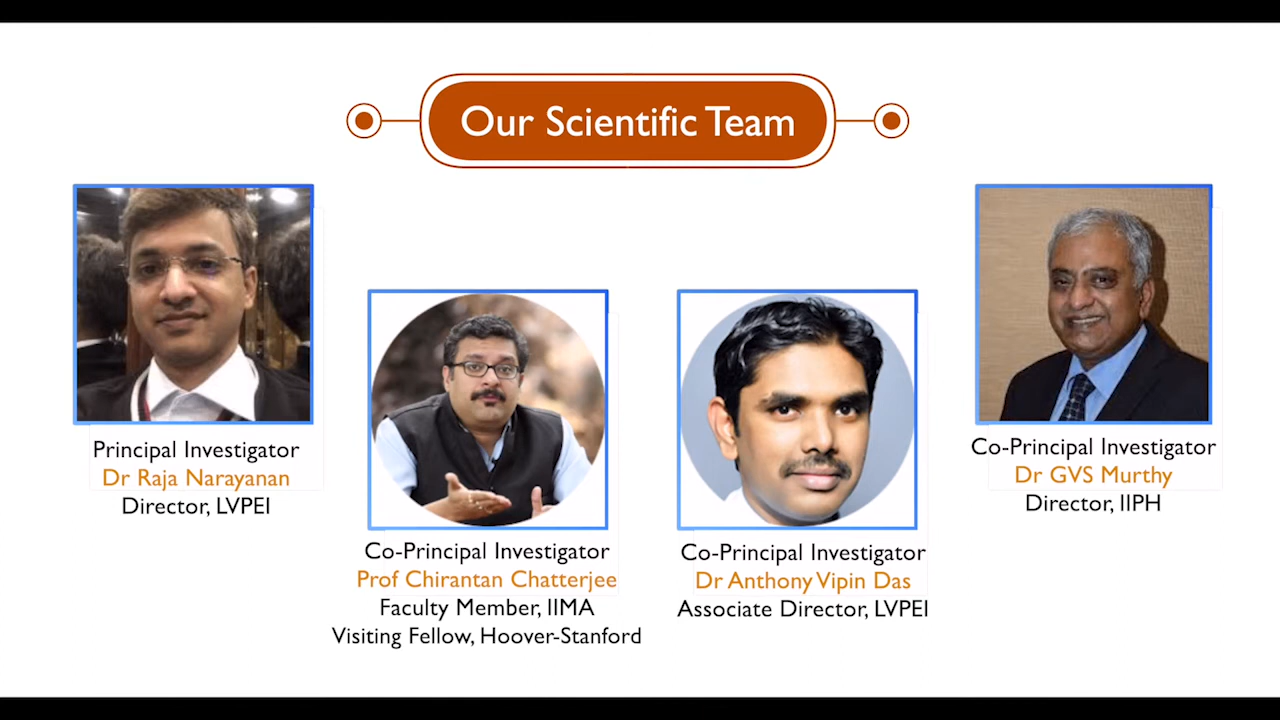 Our Scientific Team
Principal Investigator
Dr Raja Narayanan
Director, LVPEI
Co-Principal Investigator
Prof Chirantan Chatterjee
Faculty Member, IIMA
Visiting Fellow, Hoover-Stanford
Co-Principal Investigator
Dr Anthony Vipin Das
Associate Director, LVPEI
Co-Principal Investigator
Dr GVS Murthy
Director, IIPH